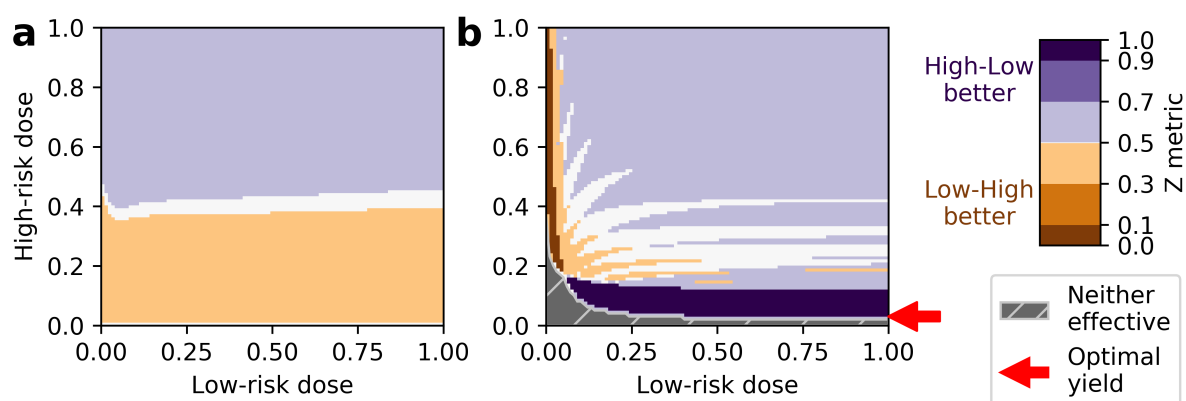 a
High-risk dose
1.0
0.8
0.6
0.4
0.2
0.0
0.00 0.25 0.50 0.75 1.00
Low-risk dose
b
1.0
0.8
0.6
0.4
0.2
0.0
0.00 0.25 0.50 0.75 1.00
Low-risk dose
High-Low
better
Low-High
better
1.0
0.9
0.7
0.5
0.3
0.1
0.0
Z metric
Neither
effective
Optimal
yield